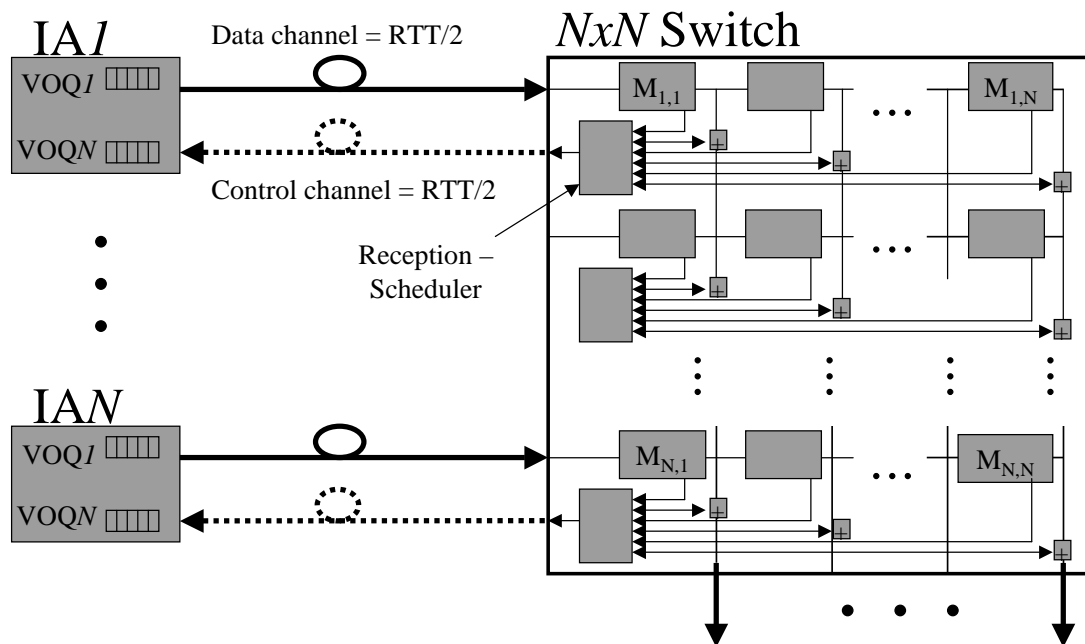 IA1
Data channel = RTT/2
NxN Switch
VOQ1
VOQN
M1,1
M1,N
+
+
+
Control channel = RTT/2
Reception –
Scheduler
+
+
+
IAN
VOQ1
VOQN
MN,1
MN,N
+
+
+